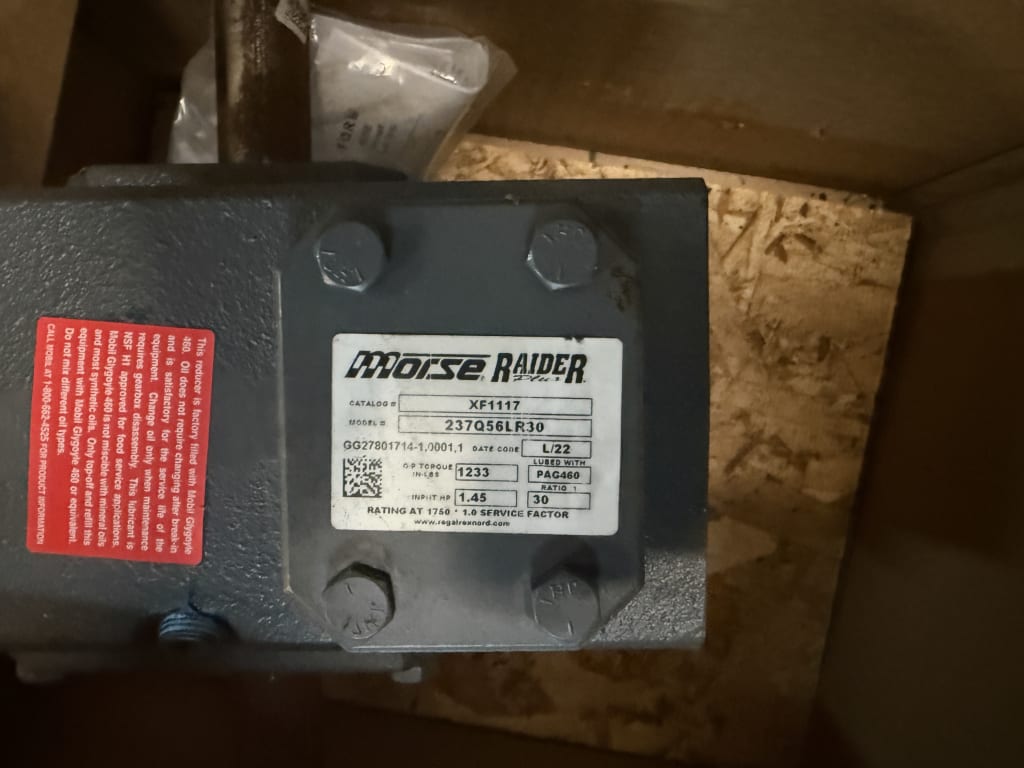 This reducer is factory filled with Mobil Glygoyle
460. Oil does not require changing after break-in
and is satisfactory for the service life of the
equipment. Change oil only when maintenance
requires gearbox disassembly. This lubricant is
NSF H1 approved for food service applications.
Mobil Glygoyle 460 is not miscible with mineral oils
and most synthetic oils. Only top-off and refill this
equipment with Mobil Glygoyle 460 or equivalent.
Do not mix different oil types.
CALL MOBIL AT 1-800-662-4525 FOR PRODUCT INFORMATION
Morse RAIDER
Plus
CATALOG # XF1117
MODEL # 237Q56LR30
GG27801714-1.0001,1 DATE CODE L/22
O/P TORQUE IN-LBS 1233 LUBED WITH PAG460
INPUT HP 1.45 RATIO 30
RATING AT 1750 * 1.0 SERVICE FACTOR
www.regalrexnord.com